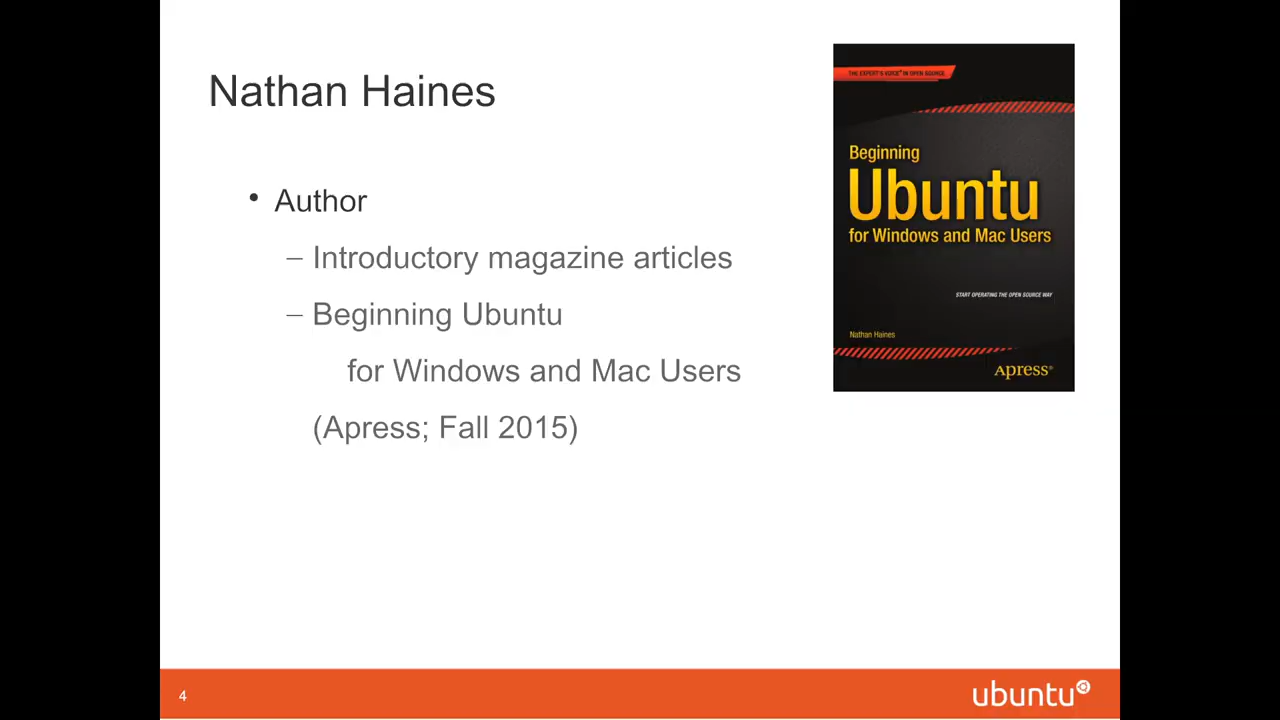 Nathan Haines
• Author
– Introductory magazine articles
– Beginning Ubuntu
for Windows and Mac Users
(Apress; Fall 2015)
THE EXPERT'S EDGE® IN OPEN SOURCE
Beginning
Ubuntu
for Windows and Mac Users
START OPERATING THE OPEN SOURCE WAY
Nathan Haines
Apress®
4
ubuntu